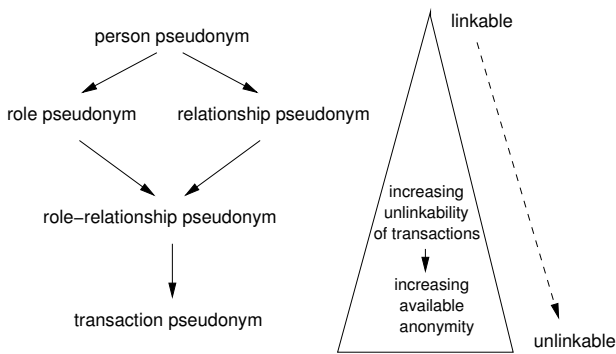 person pseudonym
role pseudonym
relationship pseudonym
role−relationship pseudonym
transaction pseudonym
linkable
increasing
unlinkability
of transactions
increasing
available
anonymity
unlinkable